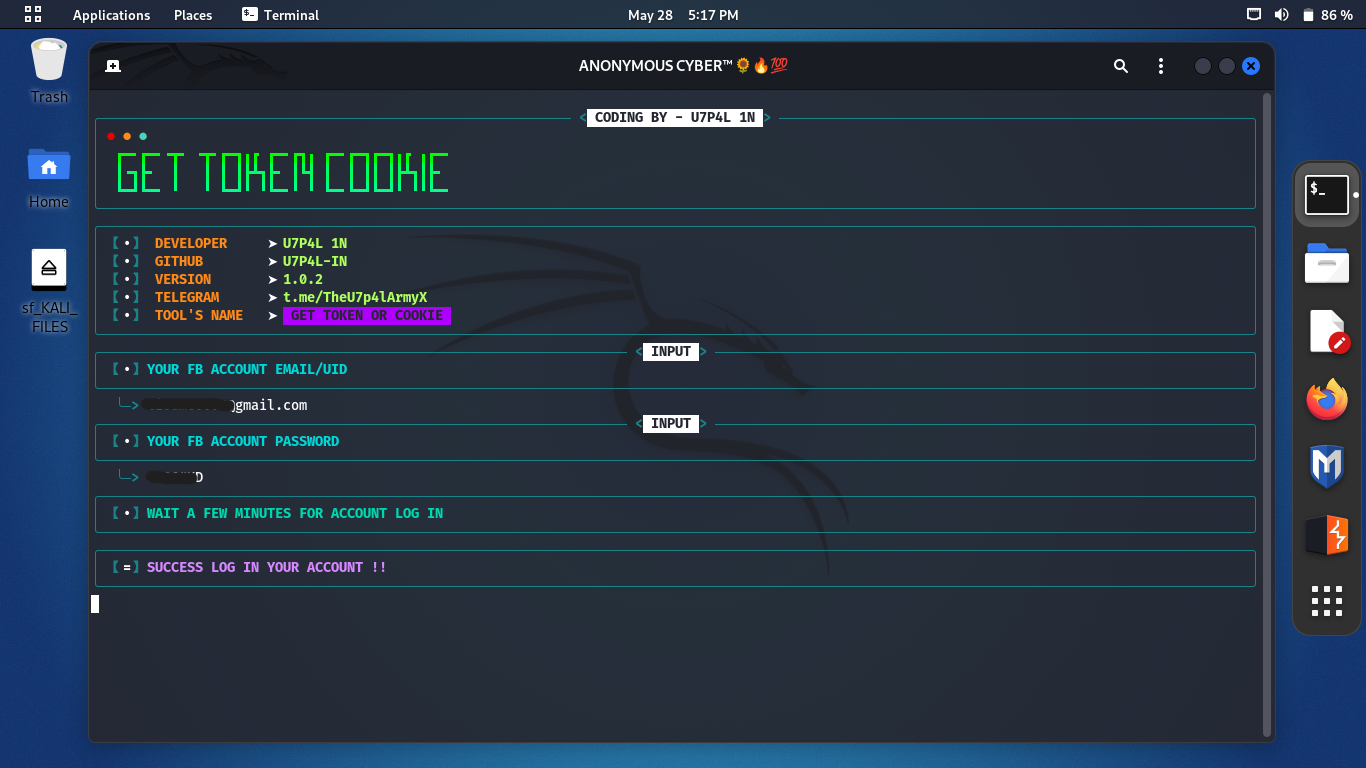 Applications Places Terminal May 28 5:17 PM 86 %
Trash
Home
sf_KALI_
FILES
ANONYMOUS CYBER™🌻🔥💯
CODING BY - U7P4L 1N
GET TOKEN COOKIE
[•] DEVELOPER ➤ U7P4L 1N
[•] GITHUB ➤ U7P4L-IN
[•] VERSION ➤ 1.0.2
[•] TELEGRAM ➤ t.me/TheU7p4lArmyX
[•] TOOL'S NAME ➤ GET TOKEN OR COOKIE
INPUT
[•] YOUR FB ACCOUNT EMAIL/UID
@gmail.com
INPUT
[•] YOUR FB ACCOUNT PASSWORD
[•] WAIT A FEW MINUTES FOR ACCOUNT LOG IN
[=] SUCCESS LOG IN YOUR ACCOUNT !!
$_